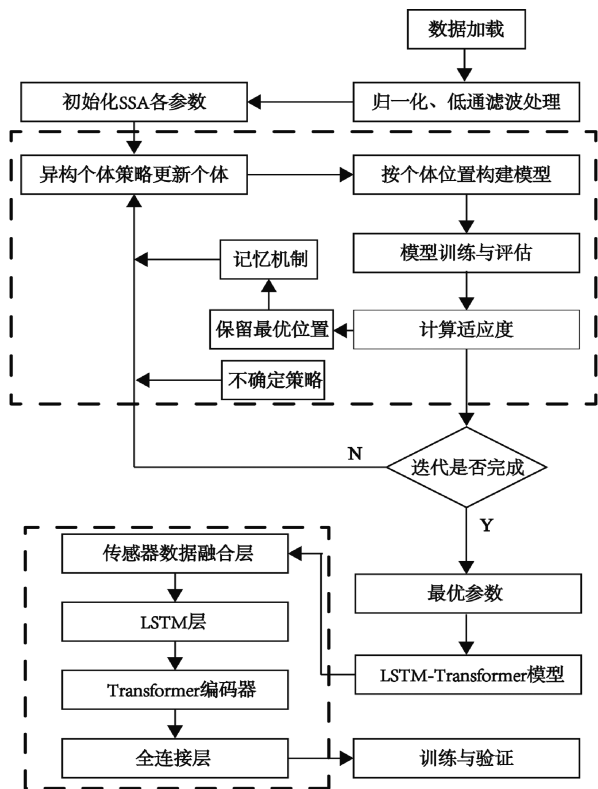 数据加载
初始化SSA各参数
归一化、低通滤波处理
异构个体策略更新个体
按个体位置构建模型
记忆机制
模型训练与评估
保留最优位置
计算适应度
不确定策略
N
迭代是否完成
Y
传感器数据融合层
最优参数
LSTM层
Transformer编码器
LSTM-Transformer模型
全连接层
训练与验证